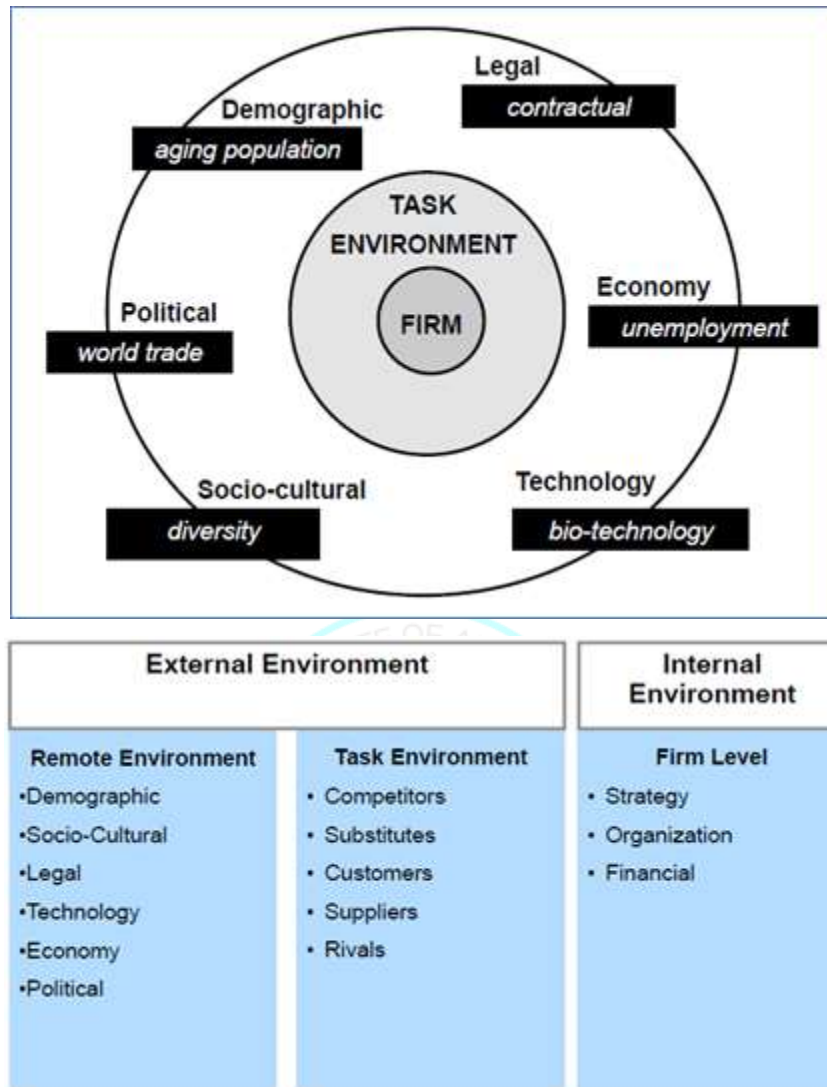 Legal
contractual
Demographic
aging population
TASK
ENVIRONMENT
FIRM
Economy
unemployment
Political
world trade
Socio-cultural
diversity
Technology
bio-technology
External Environment
Internal
Environment
Remote Environment
•Demographic
•Socio-Cultural
•Legal
•Technology
•Economy
•Political
Task Environment
• Competitors
• Substitutes
• Customers
• Suppliers
• Rivals
Firm Level
• Strategy
• Organization
• Financial